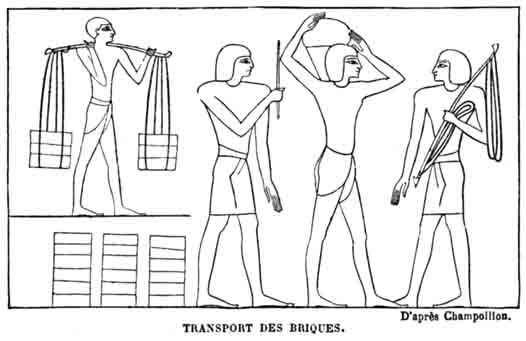 D'après Champollion.
TRANSPORT DES BRIQUES.